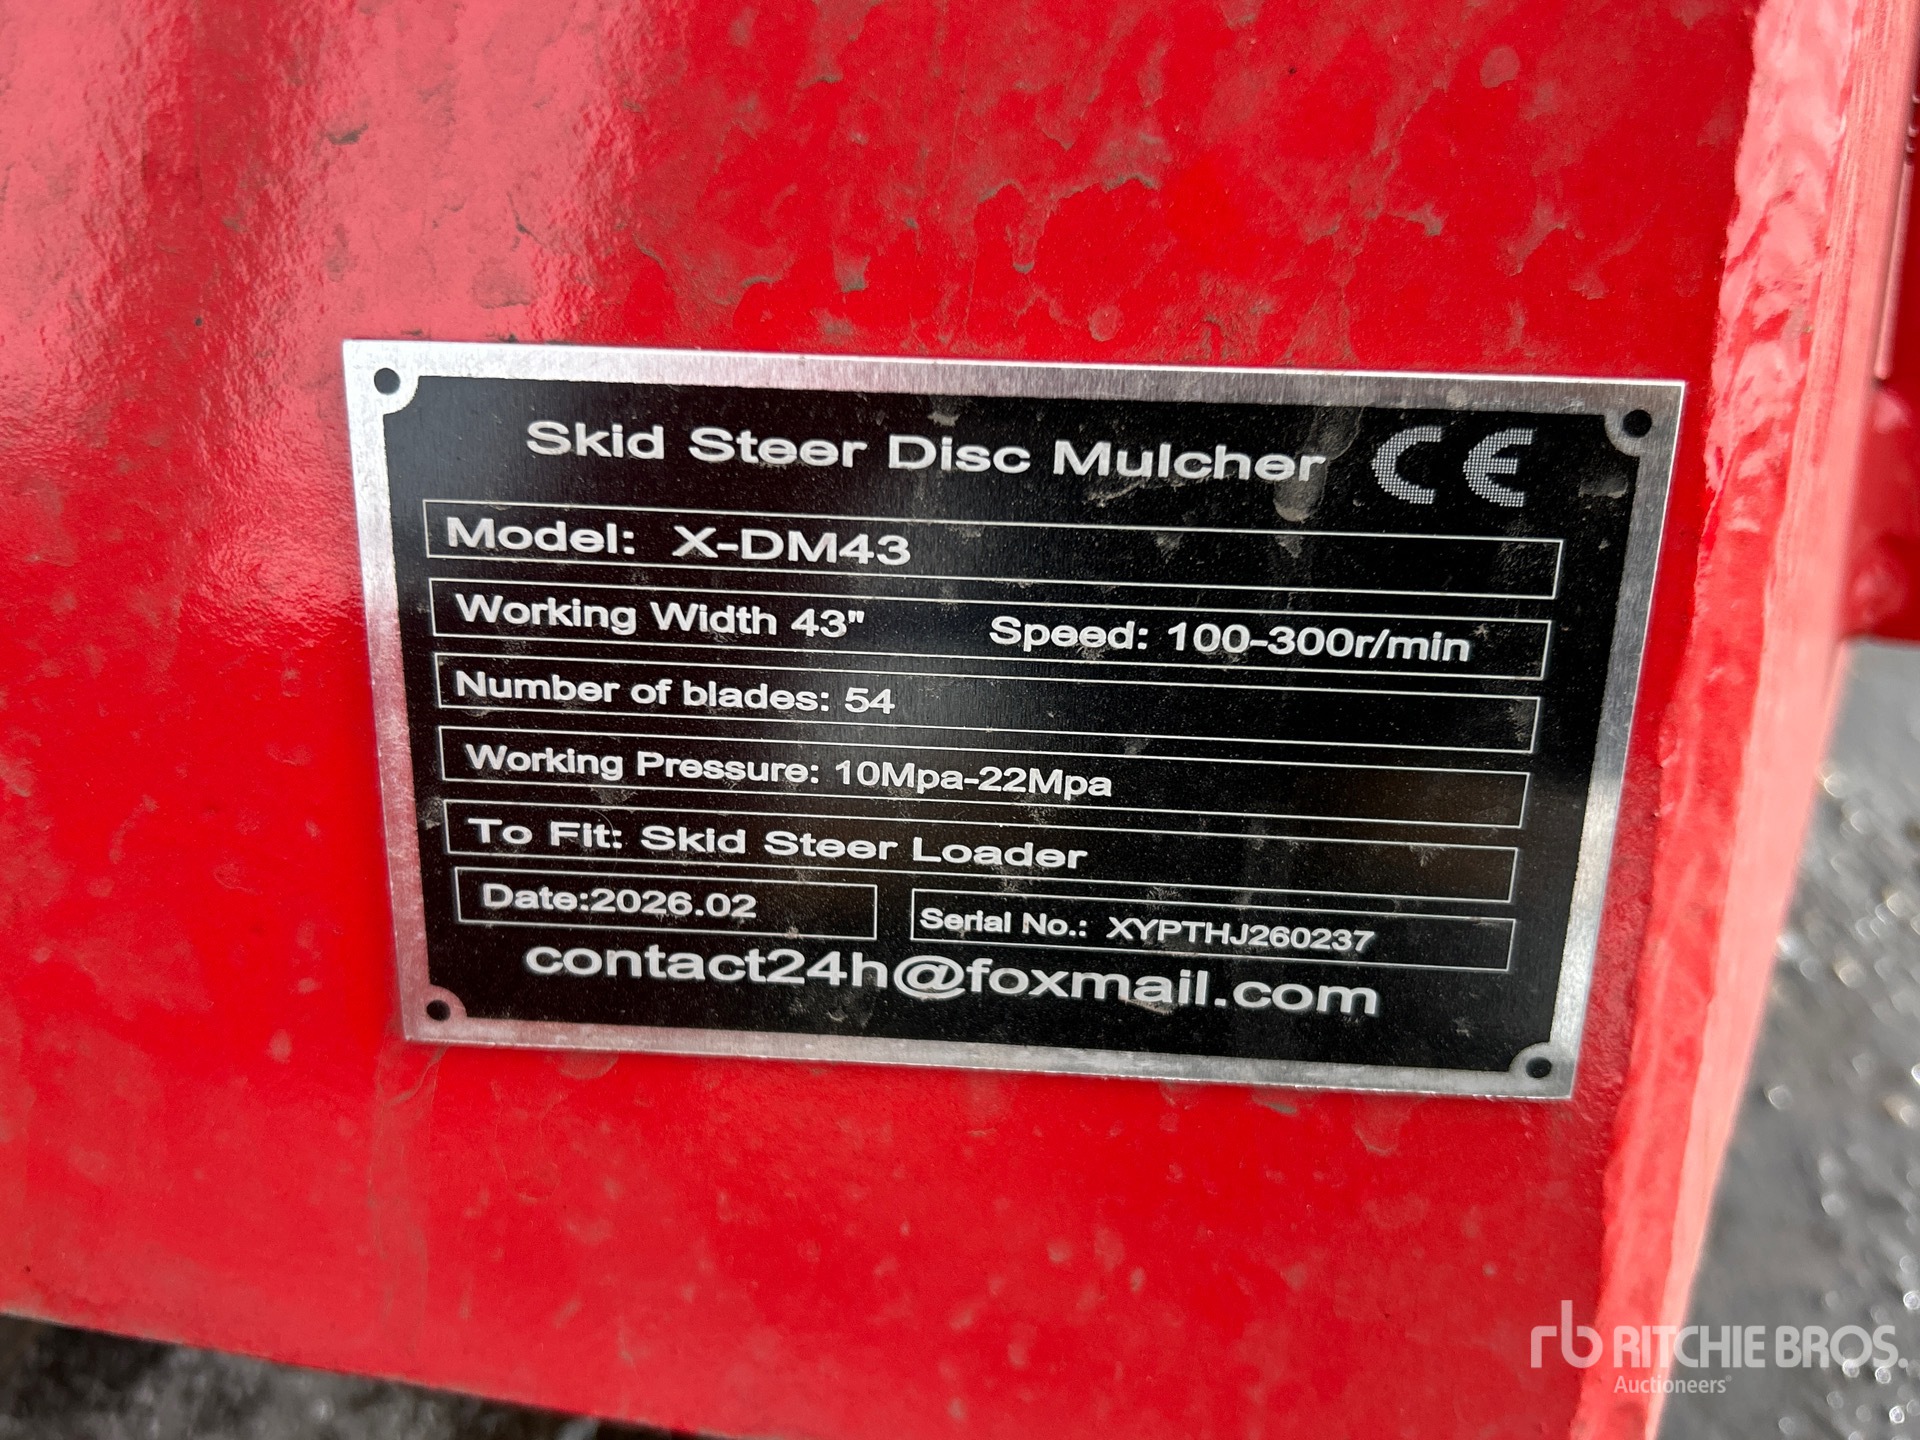 Skid Steer Disc Mulcher CE
Model: X-DM43
Working Width 43" Speed: 100-300r/min
Number of blades: 54
Working Pressure: 10Mpa-22Mpa
To Fit: Skid Steer Loader
Date:2026.02 Serial No.: XYPTHJ260237
contact24h@foxmail.com
rb RITCHIE BROS.
Auctioneers